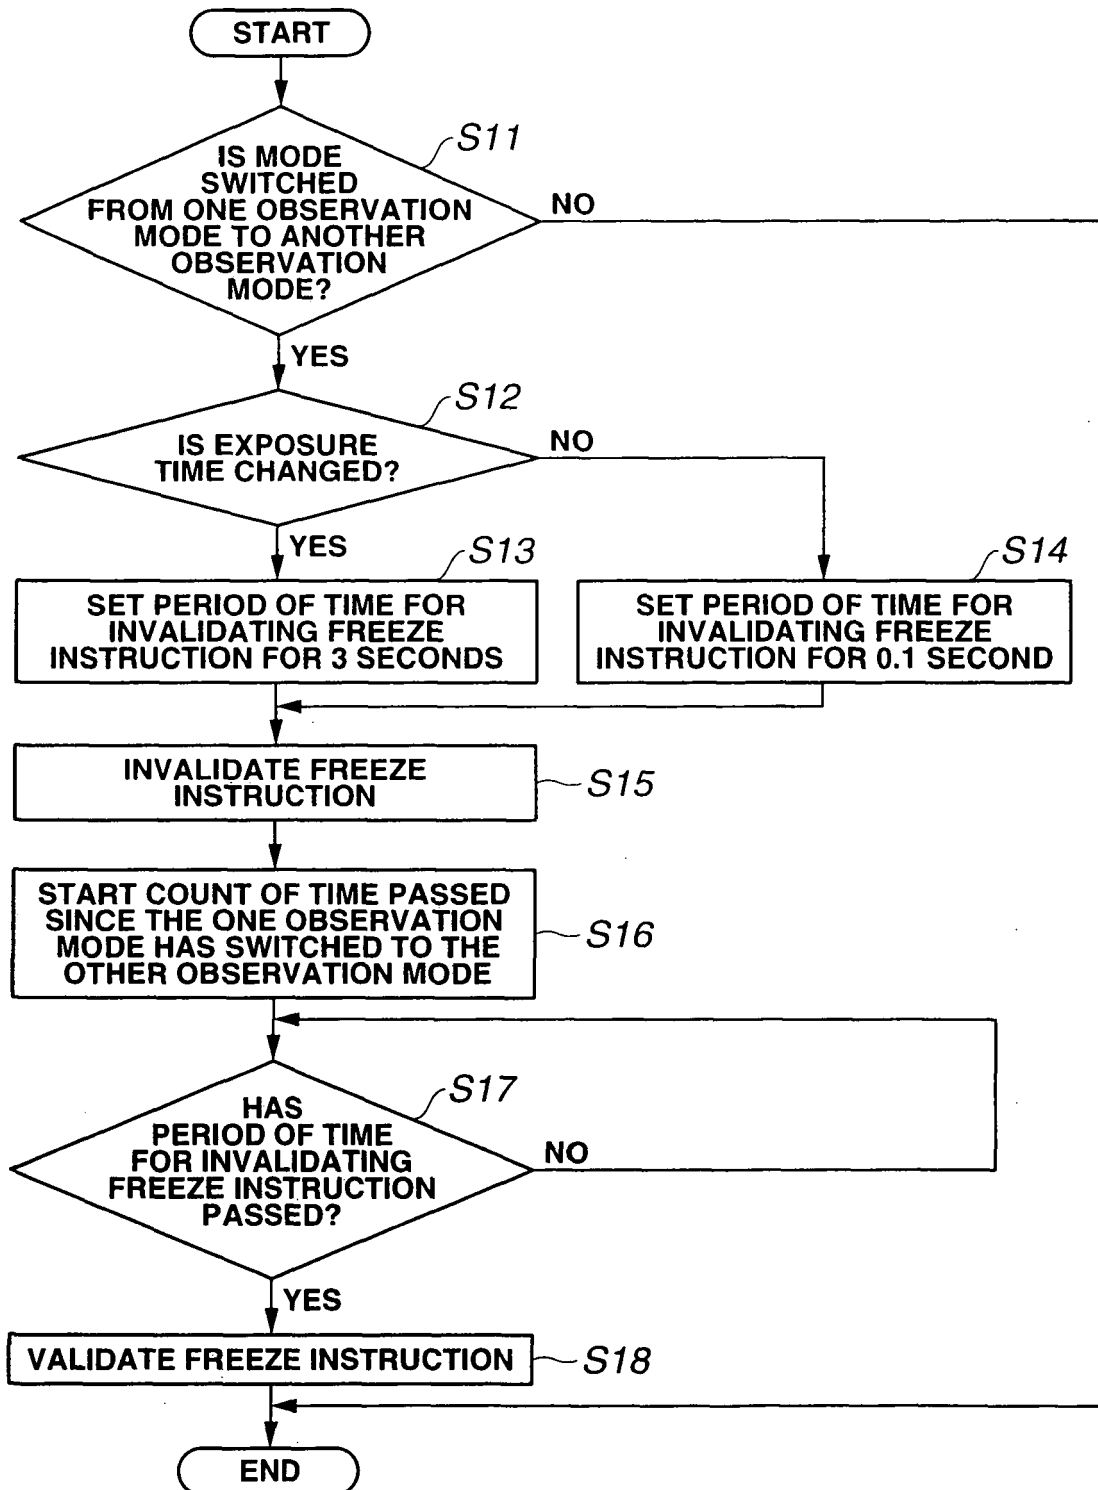 START
S11
IS MODE
SWITCHED
FROM ONE OBSERVATION
MODE TO ANOTHER
OBSERVATION
MODE?
NO
YES
S12
IS EXPOSURE
TIME CHANGED?
NO
YES
S13
SET PERIOD OF TIME FOR
INVALIDATING FREEZE
INSTRUCTION FOR 3 SECONDS
S14
SET PERIOD OF TIME FOR
INVALIDATING FREEZE
INSTRUCTION FOR 0.1 SECOND
INVALIDATE FREEZE
INSTRUCTION
S15
START COUNT OF TIME PASSED
SINCE THE ONE OBSERVATION
MODE HAS SWITCHED TO THE
OTHER OBSERVATION MODE
S16
S17
HAS
PERIOD OF TIME
FOR INVALIDATING
FREEZE INSTRUCTION
PASSED?
NO
YES
VALIDATE FREEZE INSTRUCTION
S18
END